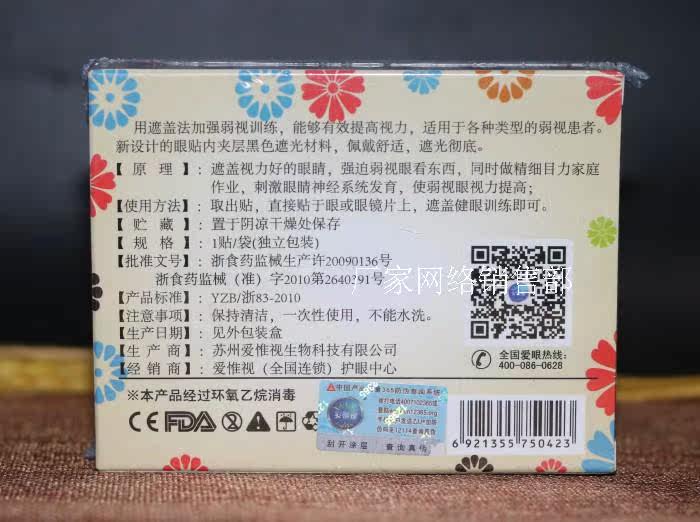 用遮盖法加强弱视训练，能够有效提高视力，适用于各种类型的弱视患者。
新设计的眼贴内夹层黑色遮光材料，佩戴舒适，遮光彻底。
【原理】：遮盖视力好的眼睛，强迫弱视眼看东西，同时做精细目力家庭
作业，刺激眼睛神经系统发育，使弱视眼视力提高；
【使用方法】：取出贴，直接贴于眼或眼镜片上，遮盖健眼训练即可。
【贮藏】：置于阴凉干燥处保存
【规格】：1贴/袋(独立包装)
【批准文号】：浙食药监械生产许20090136号
浙食药监械（准）字2010第2640391号
【产品标准】：YZB/浙83-2010
【注意事项】：保持清洁，一次性使用，不能水洗。
【生产日期】：见外包装盒
【生产商】：苏州爱惟视生物科技有限公司
【经销商】：爱惟视（全国连锁）护眼中心
厂家网络销售部
全国爱眼热线：
400-086-0628
※本产品经过环氧乙烷消毒
CE FDA
刮开涂层 查询真伪
6 921355 750423